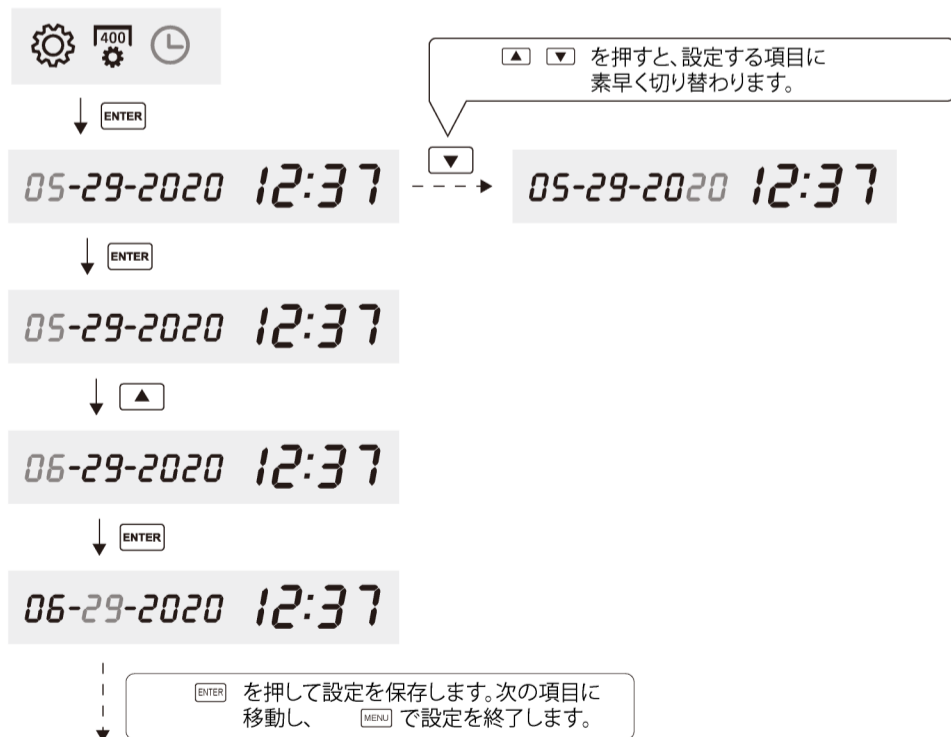 400
▲ ▼ を押すと、設定する項目に
素早く切り替わります。
ENTER
05-29-2020 12:37
▼
05-29-2020 12:37
ENTER
05-29-2020 12:37
▲
06-29-2020 12:37
ENTER
06-29-2020 12:37
ENTER を押して設定を保存します。次の項目に
移動し、 MENU で設定を終了します。